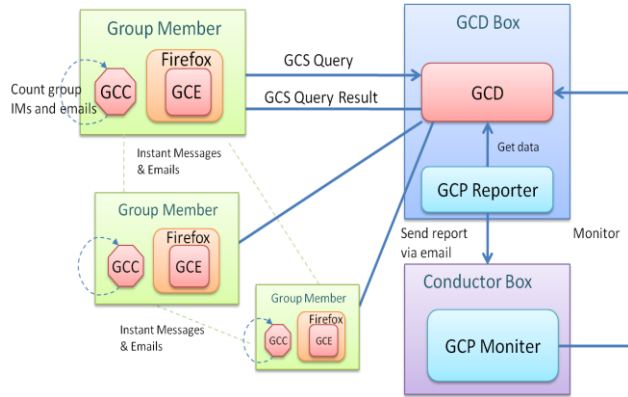 Group Member
Firefox
GCC
GCE
Count group
IMs and emails
GCS Query
GCS Query Result
GCD Box
GCD
Get data
GCP Reporter
Instant Messages
& Emails
Group Member
Firefox
GCC
GCE
Send report
via email
Monitor
Group Member
Firefox
GCC
GCE
Instant Messages
& Emails
Conductor Box
GCP Moniter